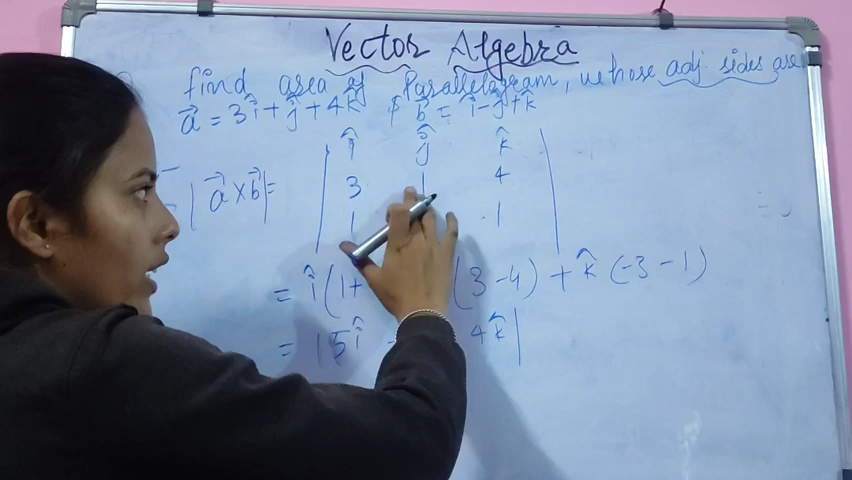 Vector Algebra
find area of Parallelogram, whose adj sides are
a⃗ = 3î + ĵ + 4k̂ & b⃗ = î - ĵ + k̂
î ĵ k̂
= | a⃗ x b⃗ | = | 3 1 4 |
1 1
= î (1+ (3 - 4) + k̂ (-3 - 1)
= | 5î 4k̂ |